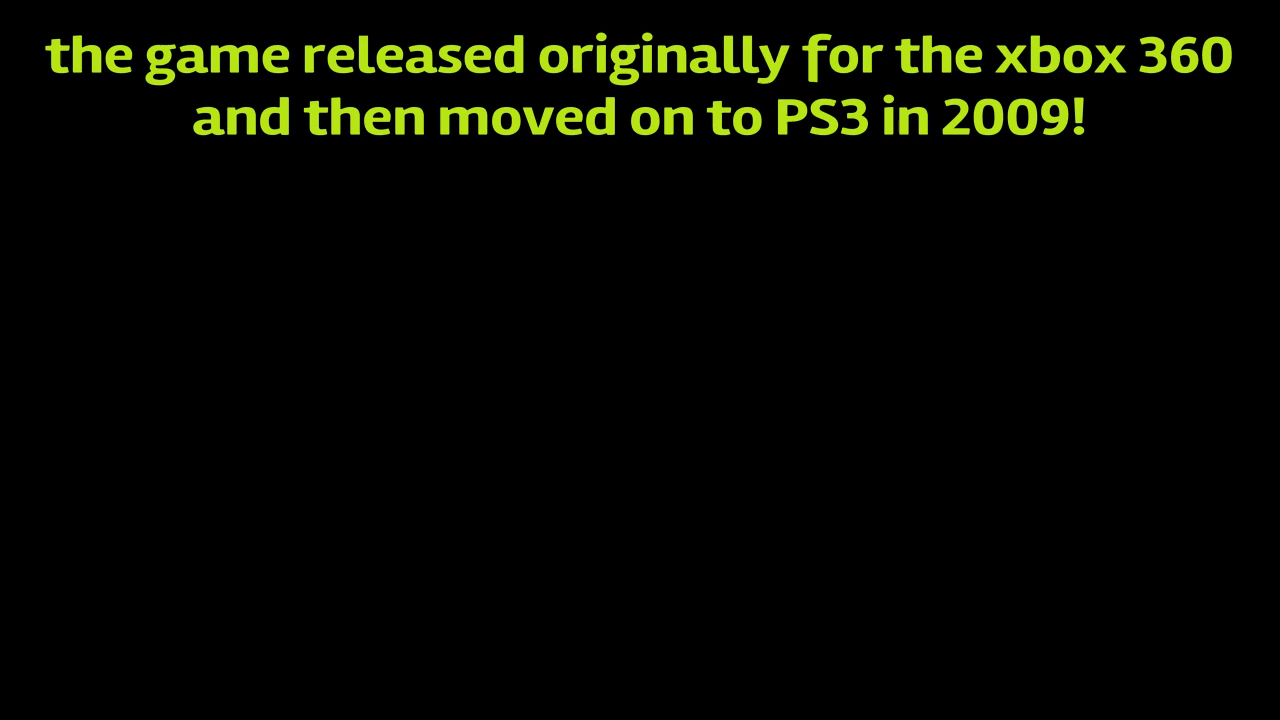 the game released originally for the xbox 360
and then moved on to PS3 in 2009!